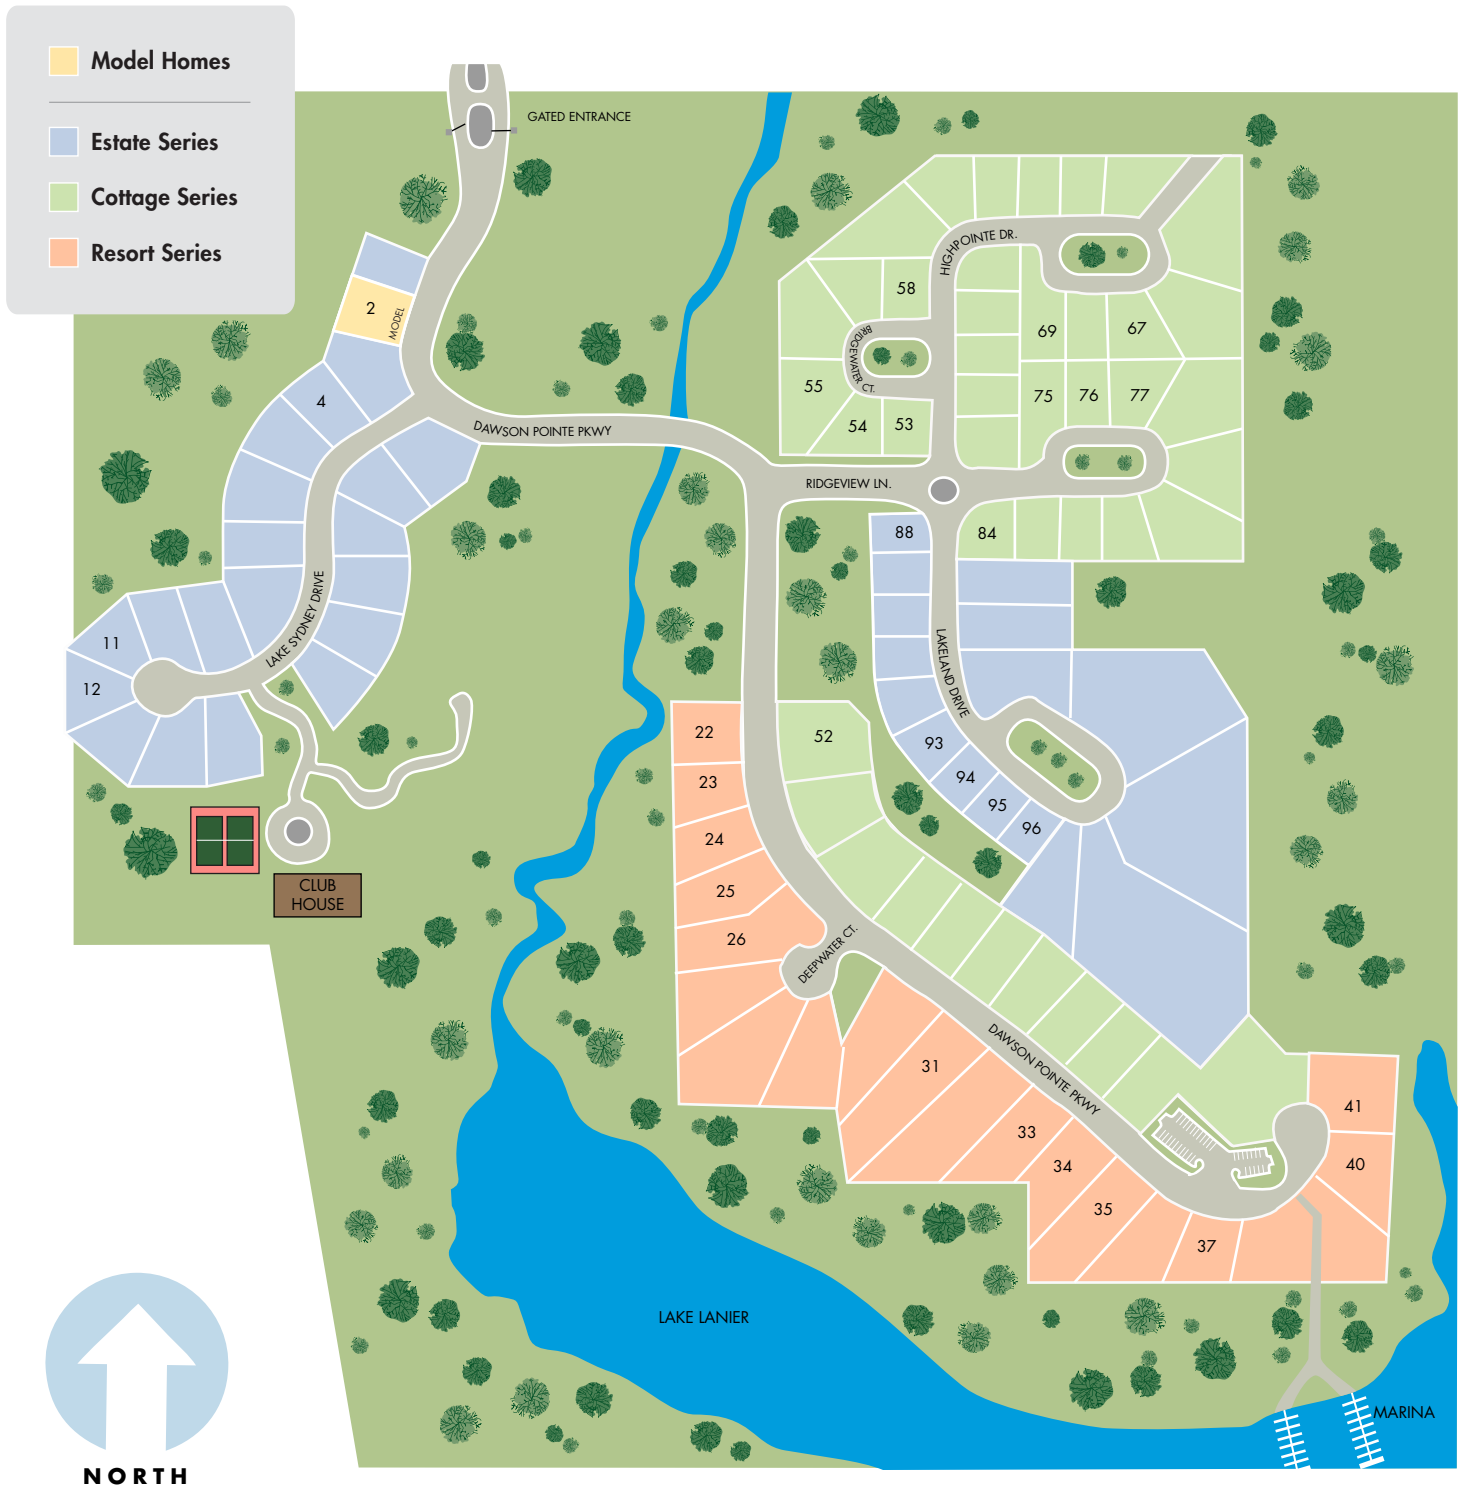 Model Homes
Estate Series
Cottage Series
Resort Series
GATED ENTRANCE
2
MODEL
4
DAWSON POINTE PKWY
11
12
LAKE SYDNEY DRIVE
CLUB
HOUSE
HIGHPOINTE DR.
58
BRIDGEWATER CT.
55
54
53
69
67
75
76
77
RIDGEVIEW LN.
88
84
LAKELAND DRIVE
93
94
95
96
22
23
24
25
26
52
DEEPWATER CT.
DAWSON POINTE PKWY
31
33
34
35
37
41
40
LAKE LANIER
MARINA
NORTH